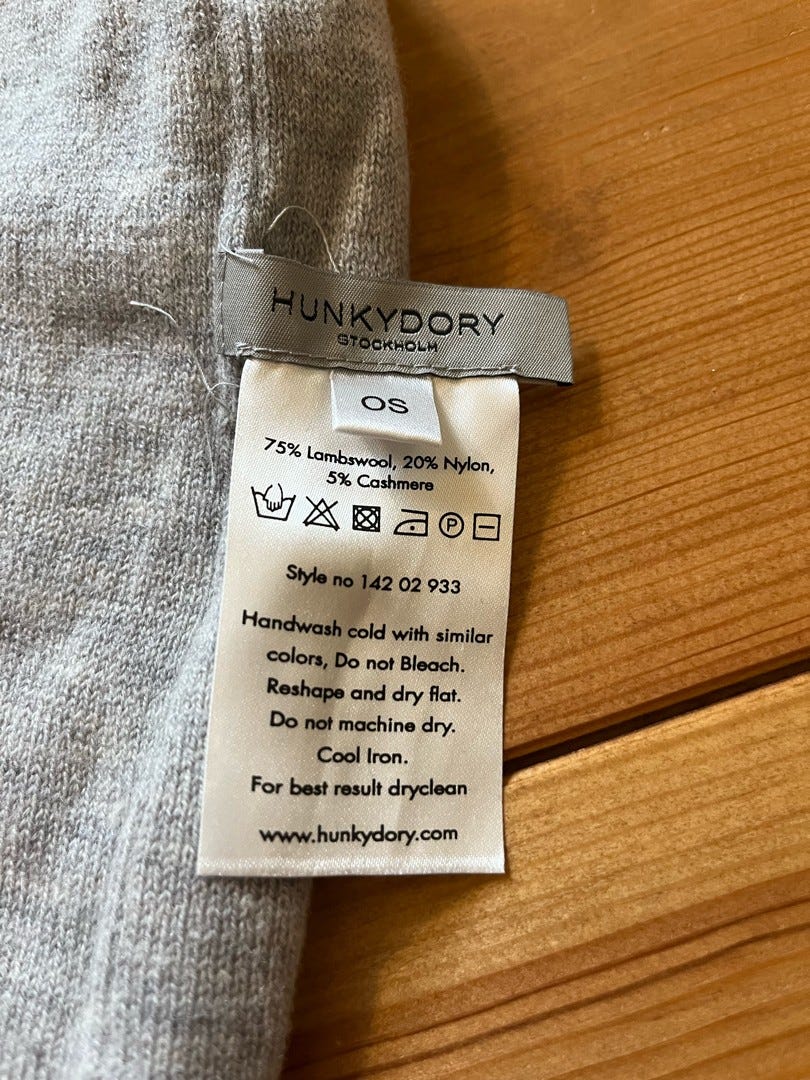 HUNKYDORY
STOCKHOLM
OS
75% Lambswool, 20% Nylon,
5% Cashmere
P
Style no 142 02 933
Handwash cold with similar
colors, Do not Bleach.
Reshape and dry flat.
Do not machine dry.
Cool Iron.
For best result dryclean
www.hunkydory.com